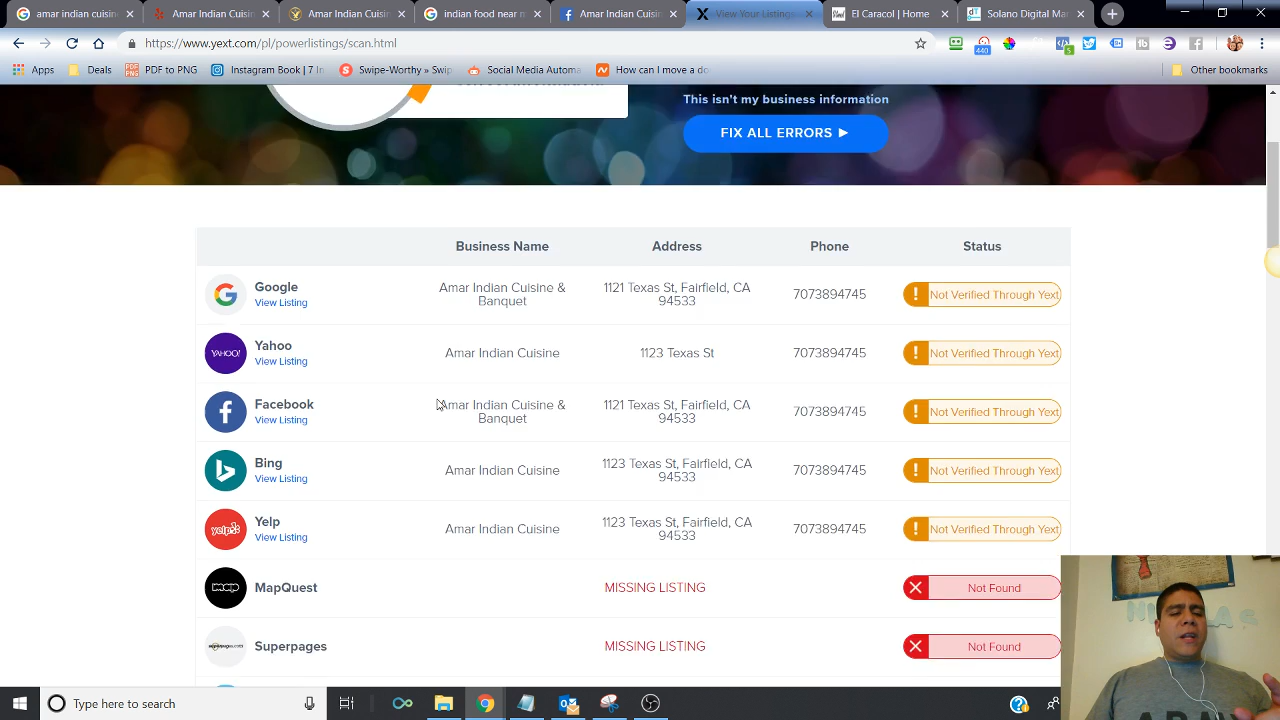 amar indian cuisin
Amar Indian Cuisin
Amar Indian cuisin
indian food near m
Amar Indian Cuisin
View Your Listings
El Caracol | Home
Solano Digital Mar
https://www.yext.com/pl/powerlistings/scan.html
440
5
Apps
Deals
PDF to PNG
Instagram Book | 7 In
Swipe-Worthy » Swip
Social Media Automa
How can I move a do
Other bookmarks
This isn't my business information
FIX ALL ERRORS
Business Name Address Phone Status
Google
View Listing
Amar Indian Cuisine &
Banquet
1121 Texas St, Fairfield, CA
94533
7073894745
Not Verified Through Yext
YAHOO!
Yahoo
View Listing
Amar Indian Cuisine
1123 Texas St
7073894745
Not Verified Through Yext
Facebook
View Listing
Amar Indian Cuisine &
Banquet
1121 Texas St, Fairfield, CA
94533
7073894745
Not Verified Through Yext
Bing
View Listing
Amar Indian Cuisine
1123 Texas St, Fairfield, CA
94533
7073894745
Not Verified Through Yext
yelp
Yelp
View Listing
Amar Indian Cuisine
1123 Texas St, Fairfield, CA
94533
7073894745
Not Verified Through Yext
MapQuest
MISSING LISTING
Not Found
Superpages
MISSING LISTING
Not Found
ARMY
Type here to search